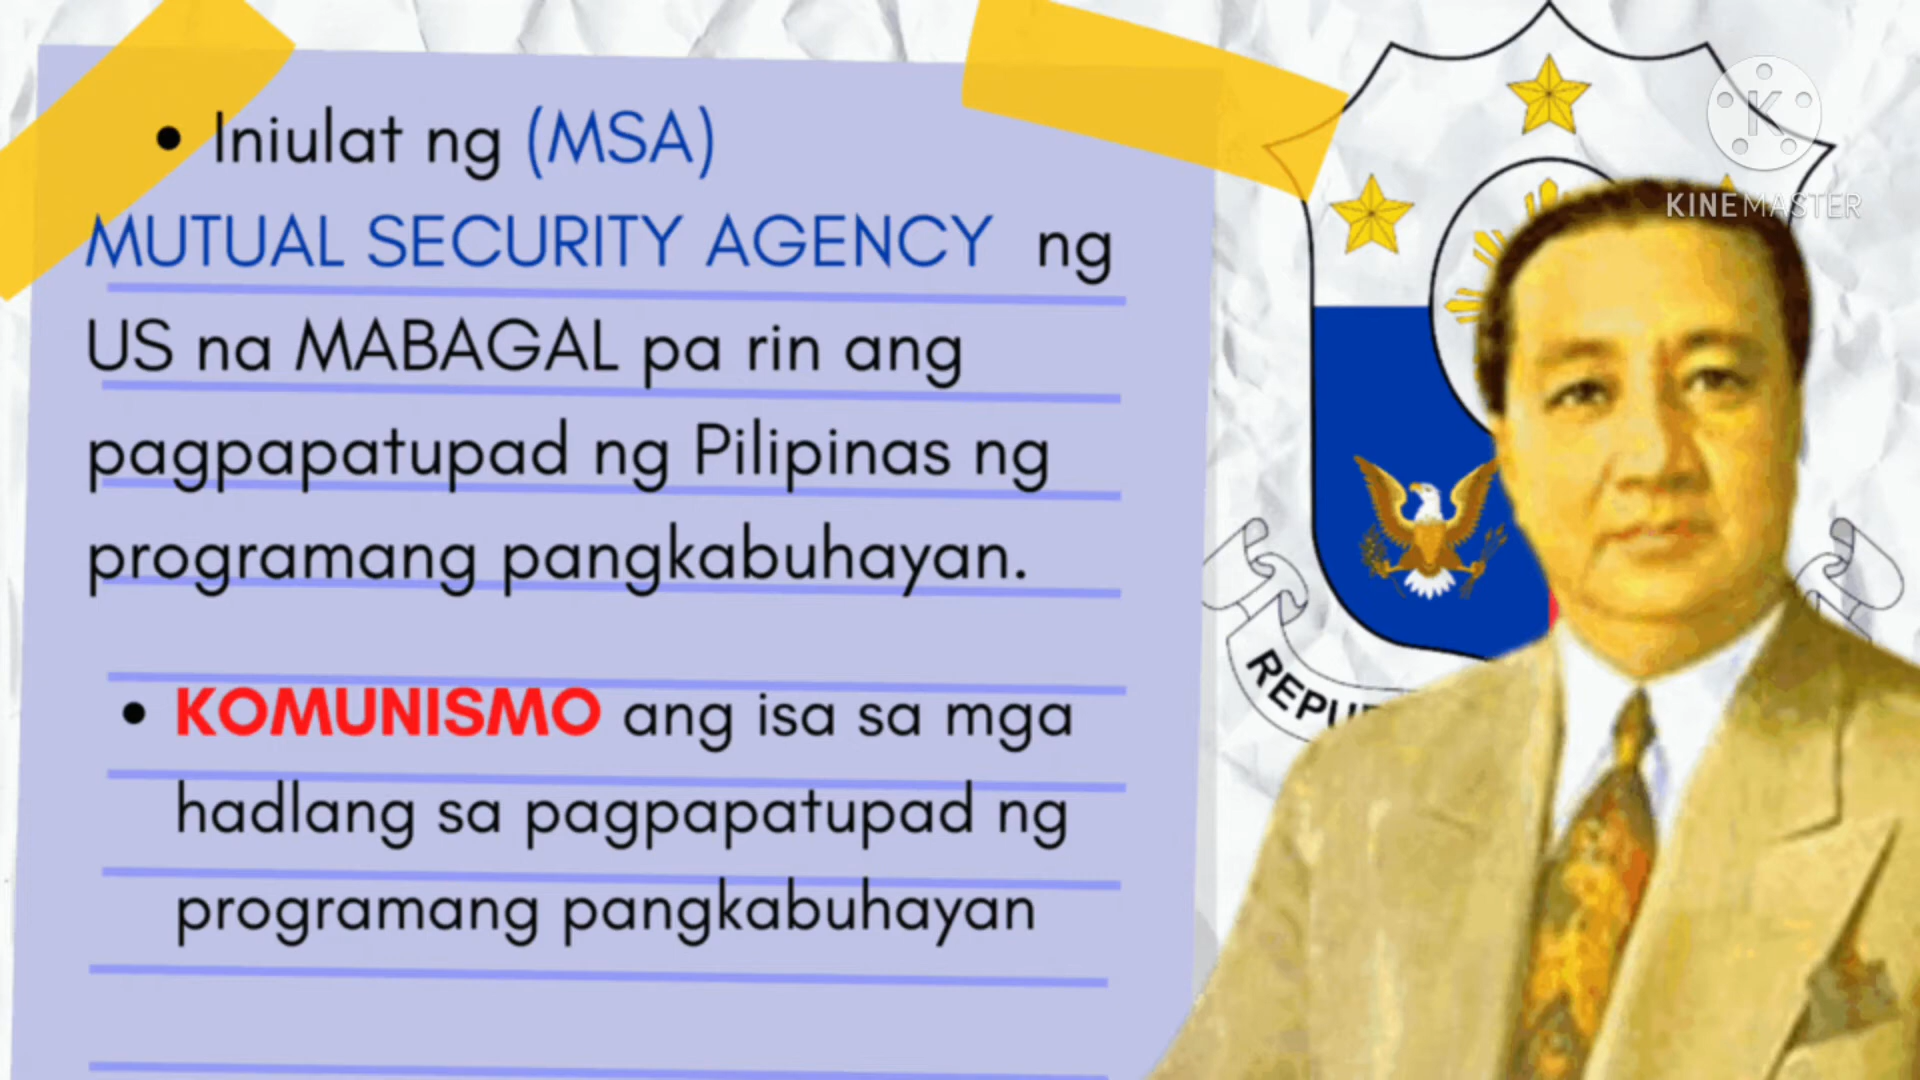 • Iniulat ng (MSA)
MUTUAL SECURITY AGENCY ng
US na MABAGAL pa rin ang
pagpapatupad ng Pilipinas ng
programang pangkabuhayan.
• KOMUNISMO ang isa sa mga
hadlang sa pagpapatupad ng
programang pangkabuhayan
K
KINEMASTER